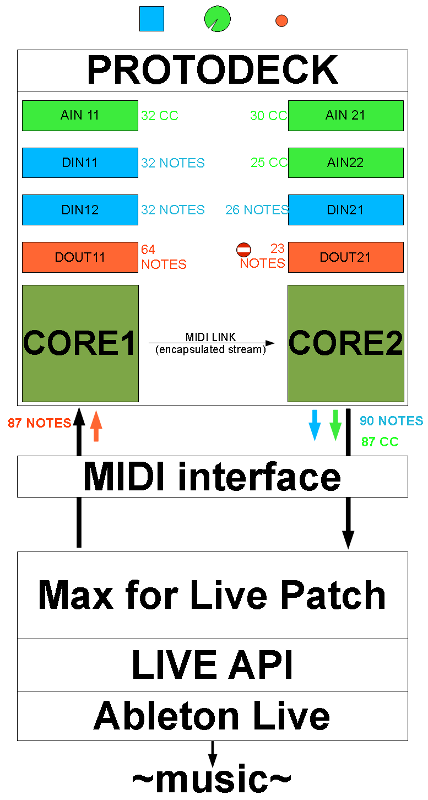 PROTODECK
AIN 11 32 CC 30 CC AIN 21
DIN11 32 NOTES 25 CC AIN22
DIN12 32 NOTES 26 NOTES DIN21
DOUT11 64 NOTES 23 NOTES DOUT21
CORE1 MIDI LINK CORE2
(encapsulated stream)
87 NOTES 90 NOTES
87 CC
MIDI interface
Max for Live Patch
LIVE API
Ableton Live
~music~